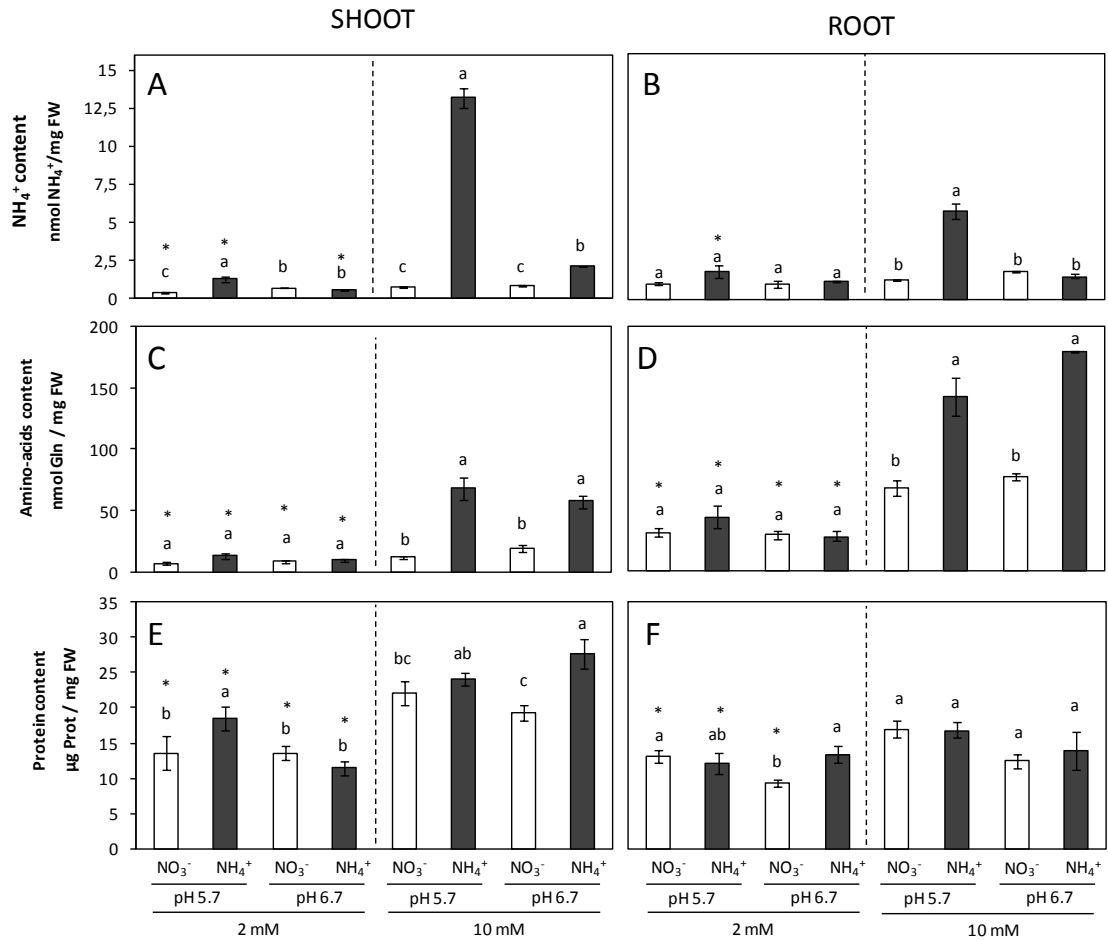 SHOOT
ROOT
NH₄⁺ content
nmol NH₄⁺/mg FW
15
12,5
10
7,5
5
2,5
0
A
*
c
*
a
b
*
b
c
a
c
b
B
a
*
a
a
a
b
a
b
b
Amino-acids content
nmol Gln / mg FW
200
150
100
50
0
C
*
a
*
a
*
a
*
a
b
a
b
a
D
*
a
*
a
*
a
*
a
b
a
b
a
Protein content
µg Prot / mg FW
35
30
25
20
15
10
5
0
E
*
b
*
a
*
b
*
b
bc
ab
c
a
F
*
a
*
ab
*
b
a
a
a
a
a
NO₃⁻ NH₄⁺ NO₃⁻ NH₄⁺ NO₃⁻ NH₄⁺ NO₃⁻ NH₄⁺
pH 5.7 pH 6.7 pH 5.7 pH 6.7
2 mM 10 mM
NO₃⁻ NH₄⁺ NO₃⁻ NH₄⁺ NO₃⁻ NH₄⁺ NO₃⁻ NH₄⁺
pH 5.7 pH 6.7 pH 5.7 pH 6.7
2 mM 10 mM